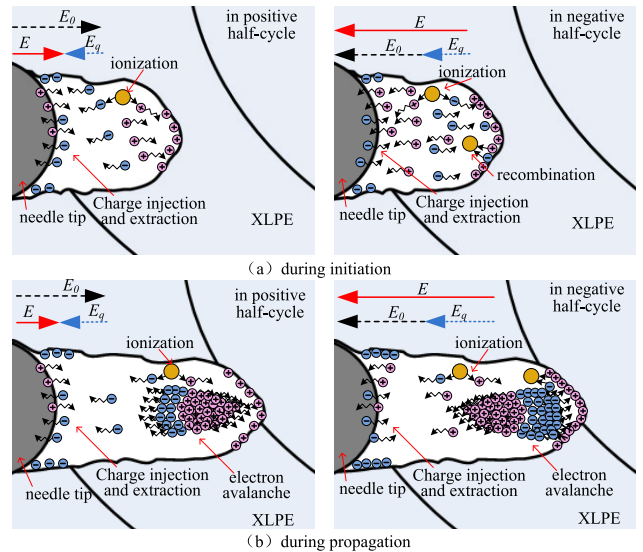 E0
E
Eq
in positive
half-cycle
ionization
needle tip
Charge injection
and extraction
XLPE
E
E0
Eq
in negative
half-cycle
ionization
recombination
needle tip
Charge injection
and extraction
XLPE
(a) during initiation
E0
E
Eq
in positive
half-cycle
ionization
needle tip
Charge injection
and extraction
electron
avalanche
XLPE
E
E0
Eq
in negative
half-cycle
ionization
needle tip
Charge injection
and extraction
electron
avalanche
XLPE
(b) during propagation